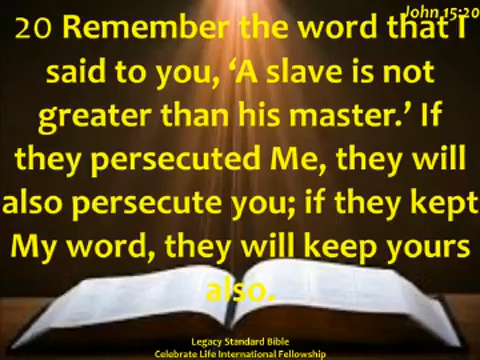 John 15:20
20 Remember the word that I
said to you, ‘A slave is not
greater than his master.’ If
they persecuted Me, they will
also persecute you; if they kept
My word, they will keep yours
also.
Legacy Standard Bible
Celebrate Life International Fellowship